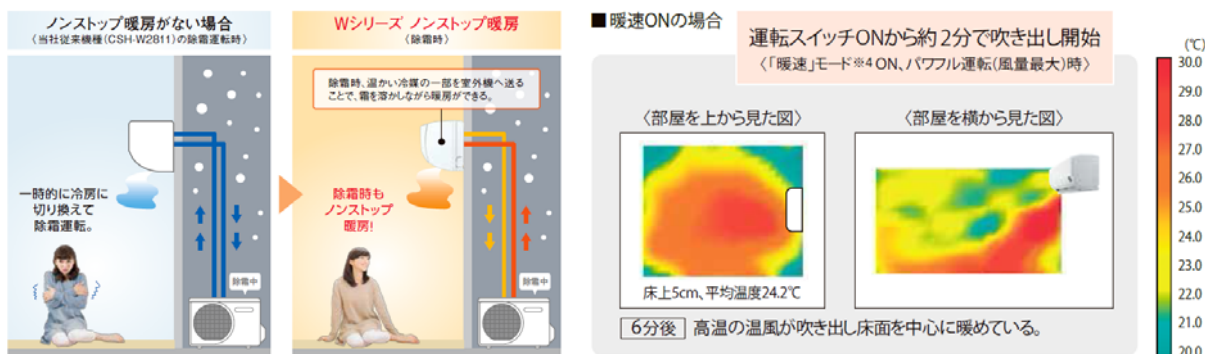 ノンストップ暖房がない場合
〈当社従来機種(CSH-W2811)の除霜運転時〉
一時的に冷房に
切り換えて
除霜運転。
除霜中
Wシリーズ ノンストップ暖房
〈除霜時〉
除霜時、温かい冷媒の一部を室外機へ送る
ことで、霜を溶かしながら暖房ができる。
除霜時も
ノンストップ
暖房!
除霜中
■暖速ONの場合
運転スイッチONから約2分で吹き出し開始
〈「暖速」モード※4 ON、パワフル運転(風量最大)時〉
〈部屋を上から見た図〉
〈部屋を横から見た図〉
床上5cm、平均温度24.2℃
6分後 高温の温風が吹き出し床面を中心に暖めている。
(℃)
30.0
29.0
28.0
27.0
26.0
25.0
24.0
23.0
22.0
21.0
20.0